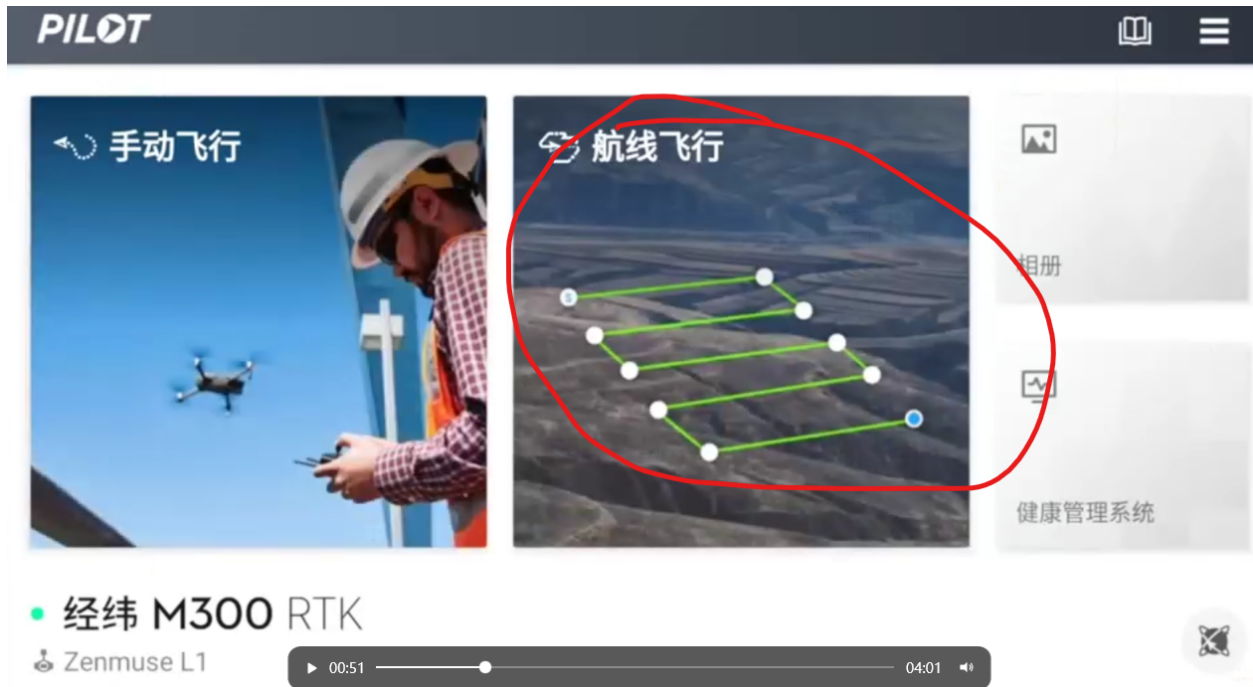 PILOT
手动飞行
航线飞行
S
相册
健康管理系统
经纬 M300 RTK
Zenmuse L1
00:51
04:01